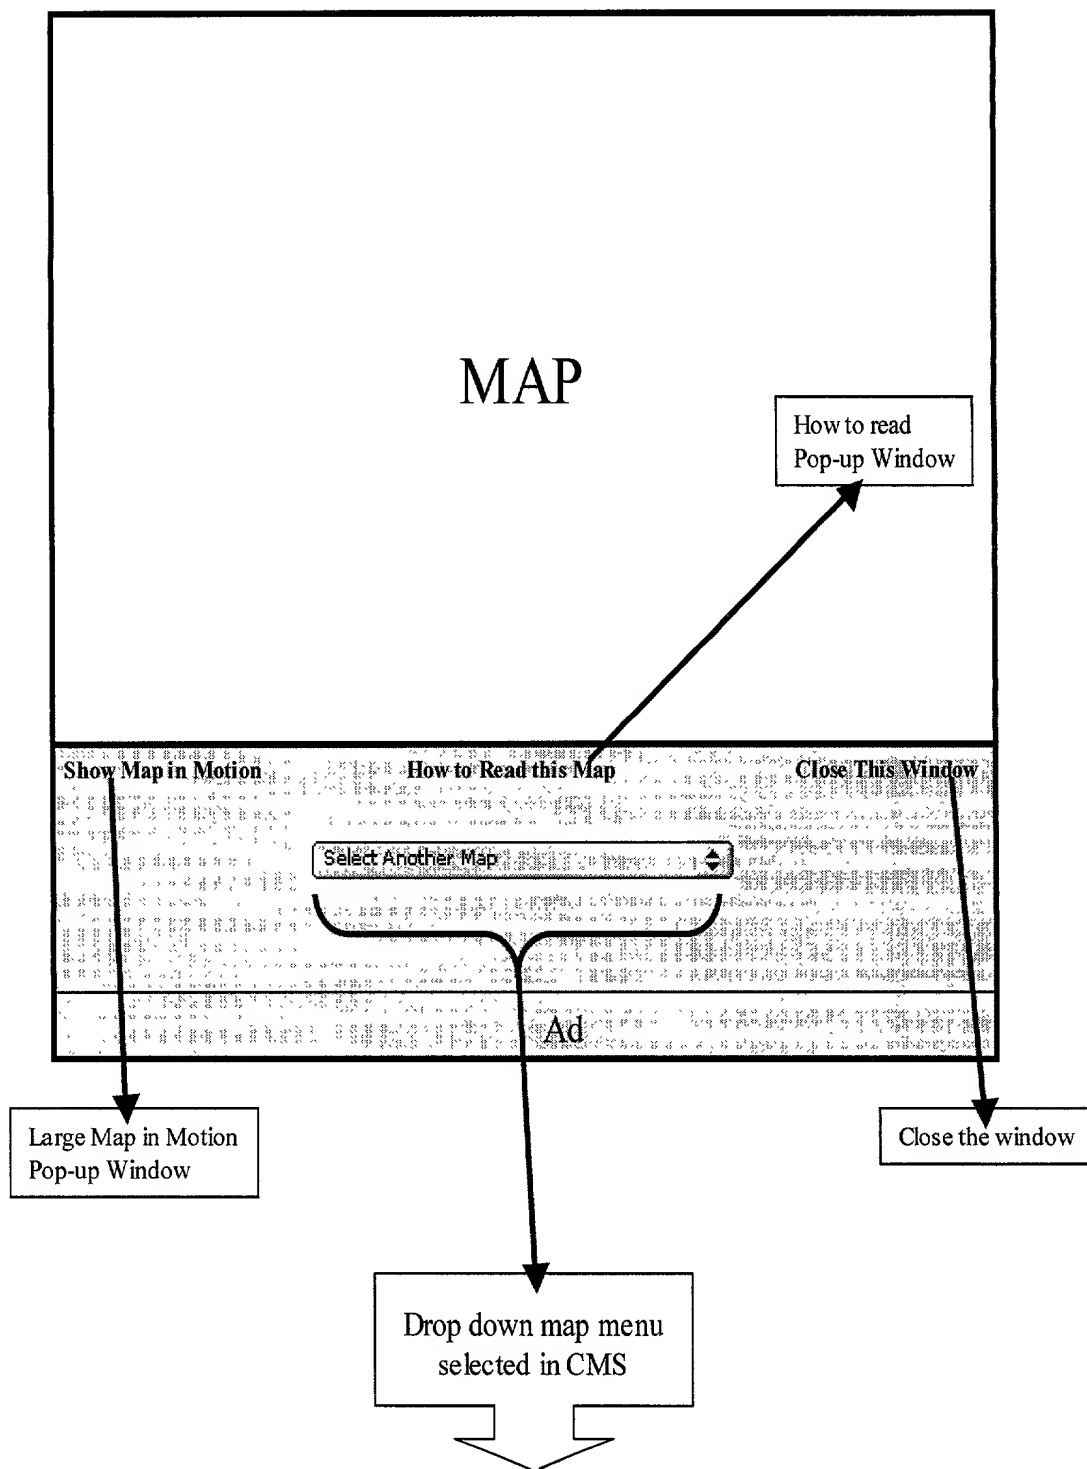 MAP
How to read
Pop-up Window
Show Map in Motion
How to Read this Map
Close This Window
Select Another Map
Ad
Large Map in Motion
Pop-up Window
Close the window
Drop down map menu
selected in CMS